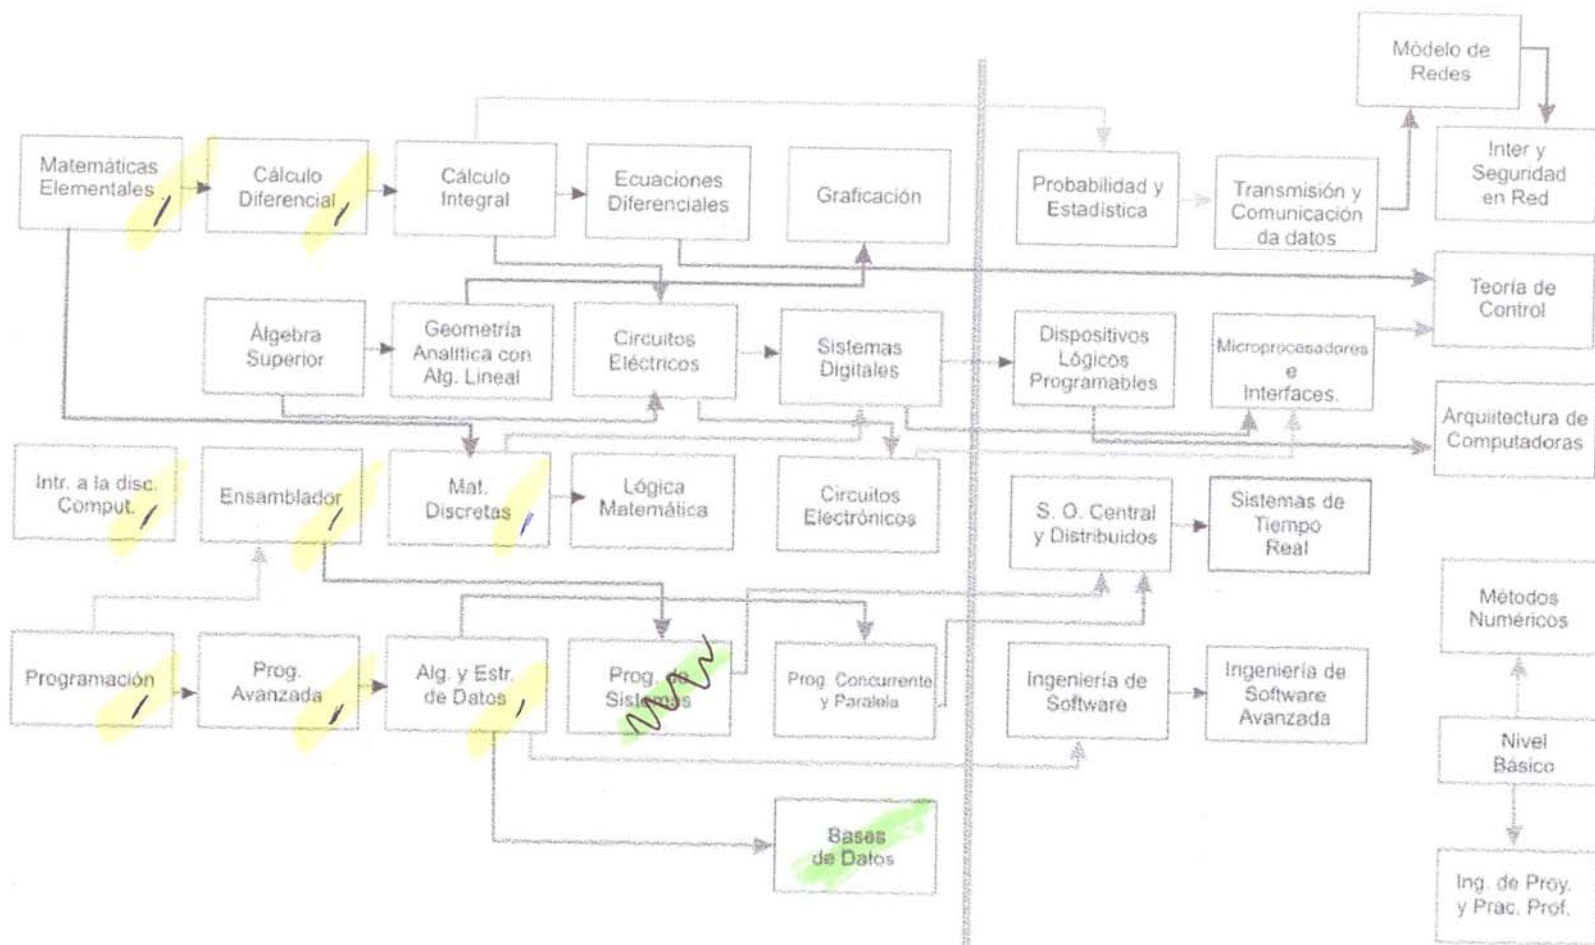 Módelo de
Redes
Matemáticas
Elementales
Cálculo
Diferencial
Cálculo
Integral
Ecuaciones
Diferenciales
Graficación
Probabilidad y
Estadística
Transmisión y
Comunicación
da datos
Inter y
Seguridad
en Red
Álgebra
Superior
Geometría
Analítica con
Alg. Lineal
Circuitos
Eléctricos
Sistemas
Digitales
Dispositivos
Lógicos
Programables
Microprocesadores
e
Interfaces.
Teoría de
Control
Arquitectura de
Computadoras
Intr. a la disc.
Comput.
Ensamblador
Mat.
Discretas
Lógica
Matemática
Circuitos
Electrónicos
S. O. Central
y Distribuidos
Sistemas de
Tiempo
Real
Métodos
Numéricos
Programación
Prog.
Avanzada
Alg. y Estr.
de Datos
Prog. de
Sistemas
Prog. Concurrente
y Paralela
Ingeniería de
Software
Ingeniería de
Software
Avanzada
Nivel
Básico
Bases
de Datos
Ing. de Proy.
y Prac. Prof.